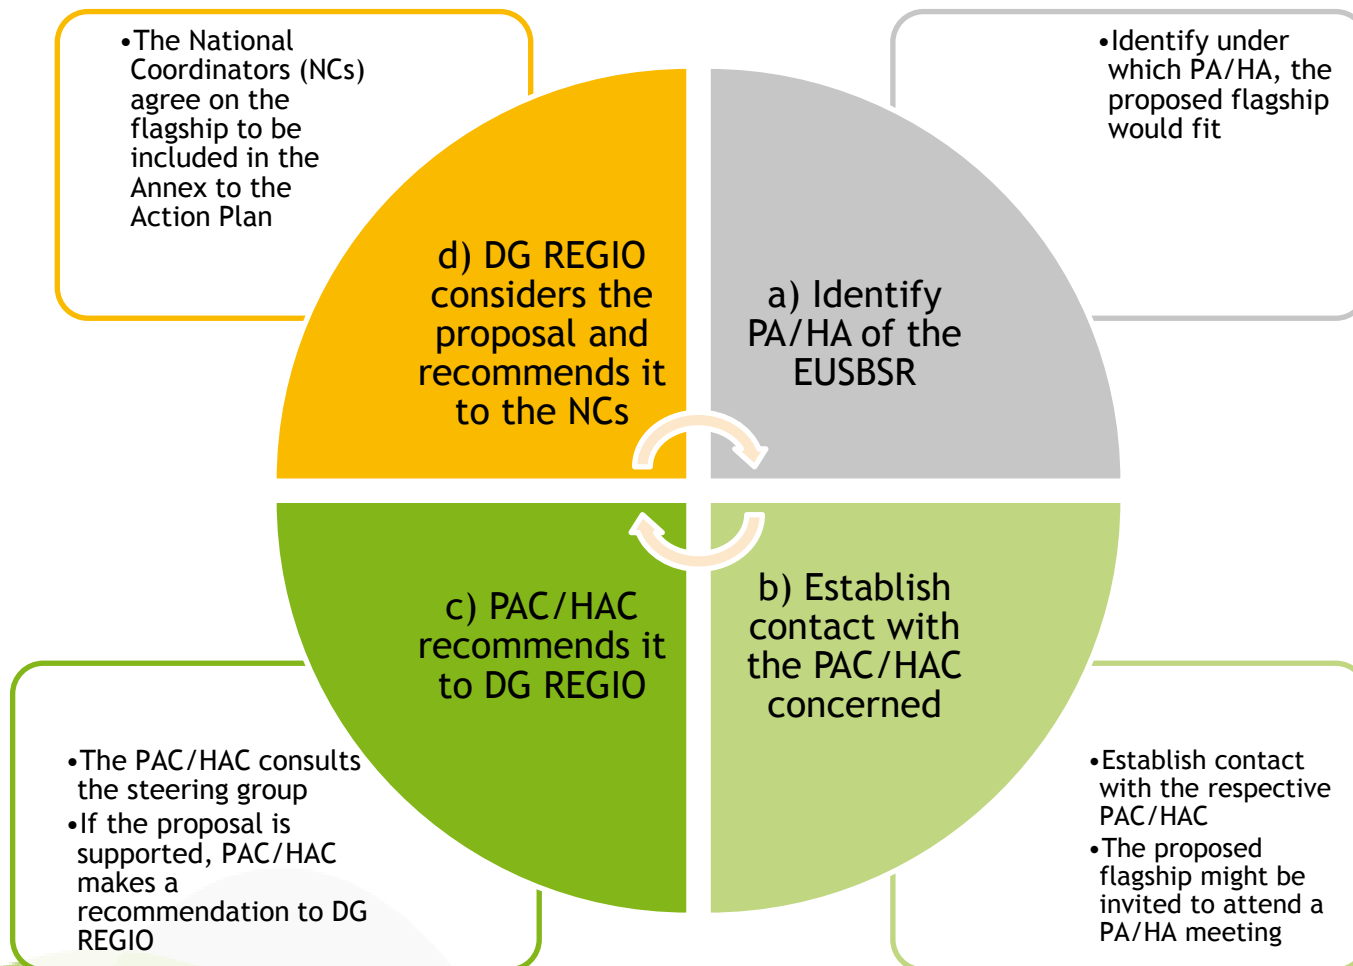 •The National
Coordinators (NCs)
agree on the
flagship to be
included in the
Annex to the
Action Plan
•Identify under
which PA/HA, the
proposed flagship
would fit
d) DG REGIO
considers the
proposal and
recommends it
to the NCs
a) Identify
PA/HA of the
EUSBSR
c) PAC/HAC
recommends it
to DG REGIO
b) Establish
contact with
the PAC/HAC
concerned
•The PAC/HAC consults
the steering group
•If the proposal is
supported, PAC/HAC
makes a
recommendation to DG
REGIO
•Establish contact
with the respective
PAC/HAC
•The proposed
flagship might be
invited to attend a
PA/HA meeting